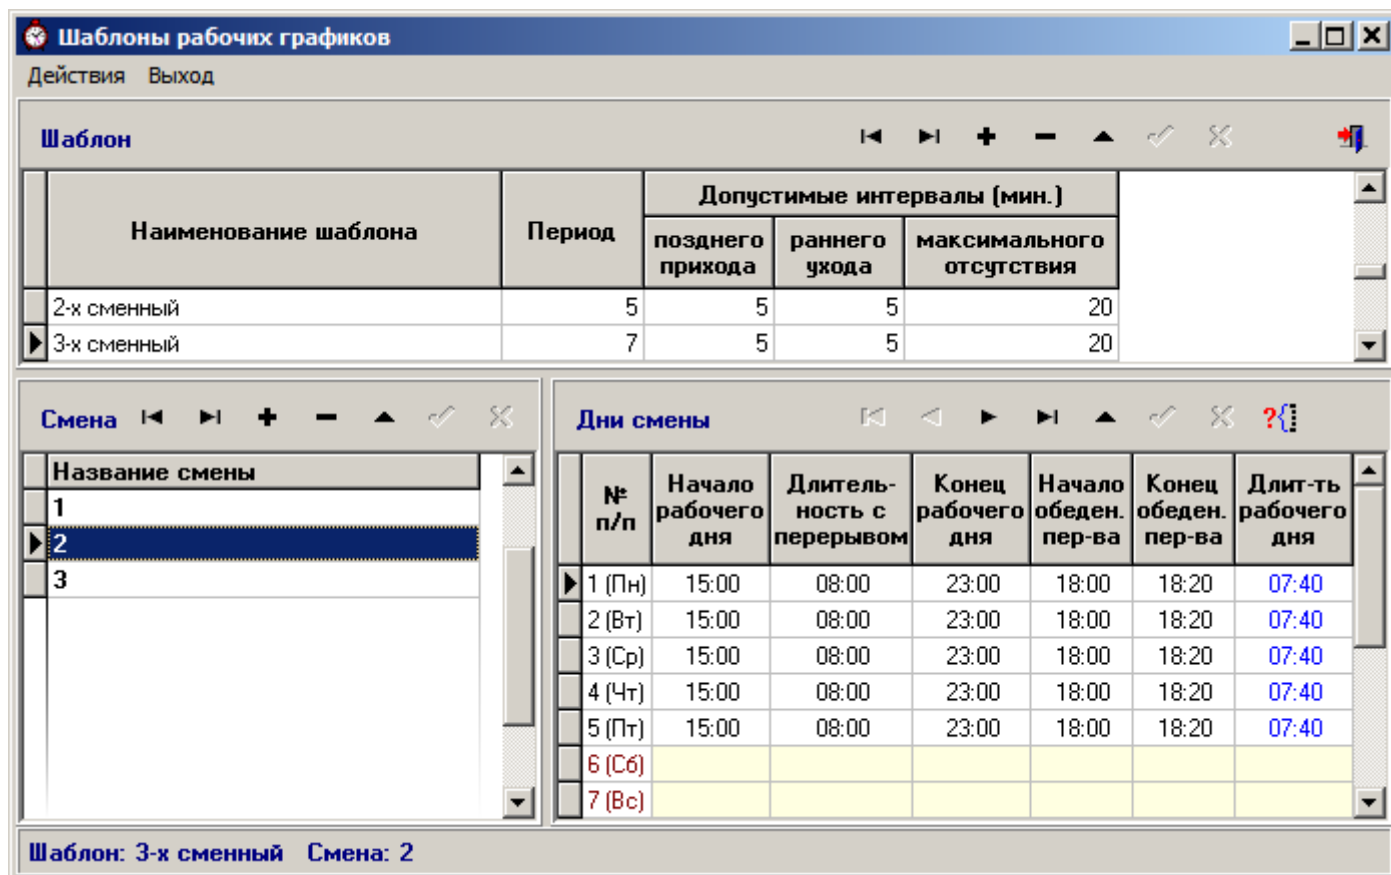 Шаблоны рабочих графиков
Действия Выход
Шаблон
Наименование шаблона Период Допустимые интервалы (мин.)
позднего прихода раннего ухода максимального отсутствия
2-х сменный 5 5 5 20
3-х сменный 7 5 5 20
Смена
Название смены
1
2
3
Дни смены ?{
№ п/п Начало рабочего дня Длитель-ность с перерывом Конец рабочего дня Начало обеден. пер-ва Конец обеден. пер-ва Длит-ть рабочего дня
1 (Пн) 15:00 08:00 23:00 18:00 18:20 07:40
2 (Вт) 15:00 08:00 23:00 18:00 18:20 07:40
3 (Ср) 15:00 08:00 23:00 18:00 18:20 07:40
4 (Чт) 15:00 08:00 23:00 18:00 18:20 07:40
5 (Пт) 15:00 08:00 23:00 18:00 18:20 07:40
6 (Сб)
7 (Вс)
Шаблон: 3-х сменный Смена: 2